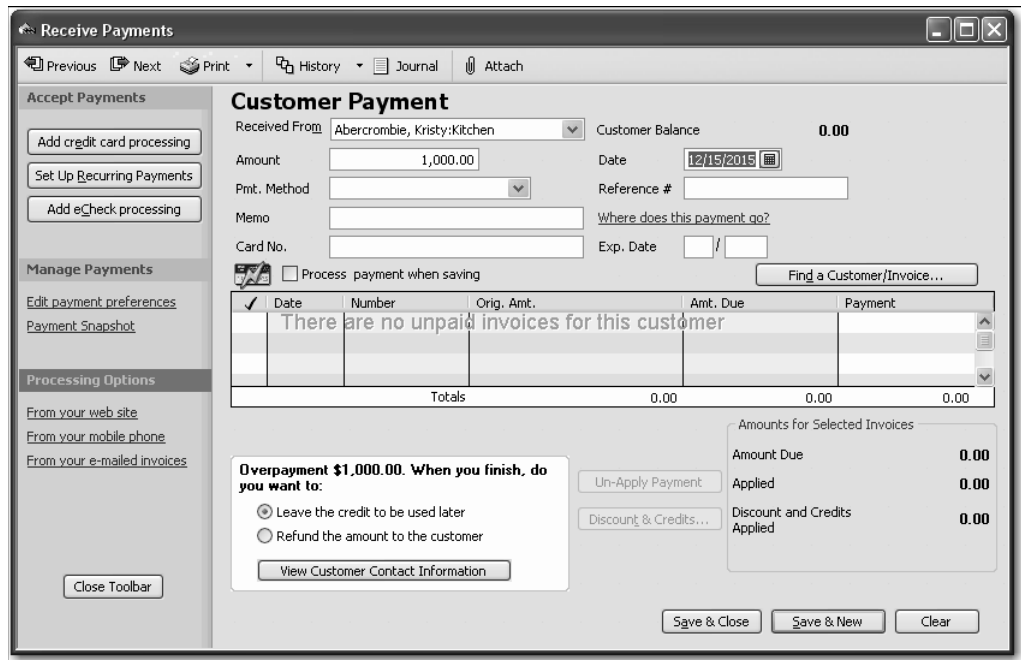 Receive Payments
Previous Next Print History Journal Attach
Accept Payments
Add credit card processing
Set Up Recurring Payments
Add eCheck processing
Manage Payments
Edit payment preferences
Payment Snapshot
Processing Options
From your web site
From your mobile phone
From your e-mailed invoices
Close Toolbar
Customer Payment
Received From Abercrombie, Kristy:Kitchen Customer Balance 0.00
Amount 1,000.00 Date 12/15/2015
Pmt. Method Reference #
Memo Where does this payment go?
Card No. Exp. Date /
Process payment when saving Find a Customer/Invoice...
✓ Date Number Orig. Amt. Amt. Due Payment
There are no unpaid invoices for this customer
Totals 0.00 0.00 0.00
Overpayment $1,000.00. When you finish, do
you want to:
Leave the credit to be used later
Refund the amount to the customer
View Customer Contact Information
Un-Apply Payment
Discount & Credits...
Amounts for Selected Invoices
Amount Due 0.00
Applied 0.00
Discount and Credits
Applied 0.00
Save & Close Save & New Clear